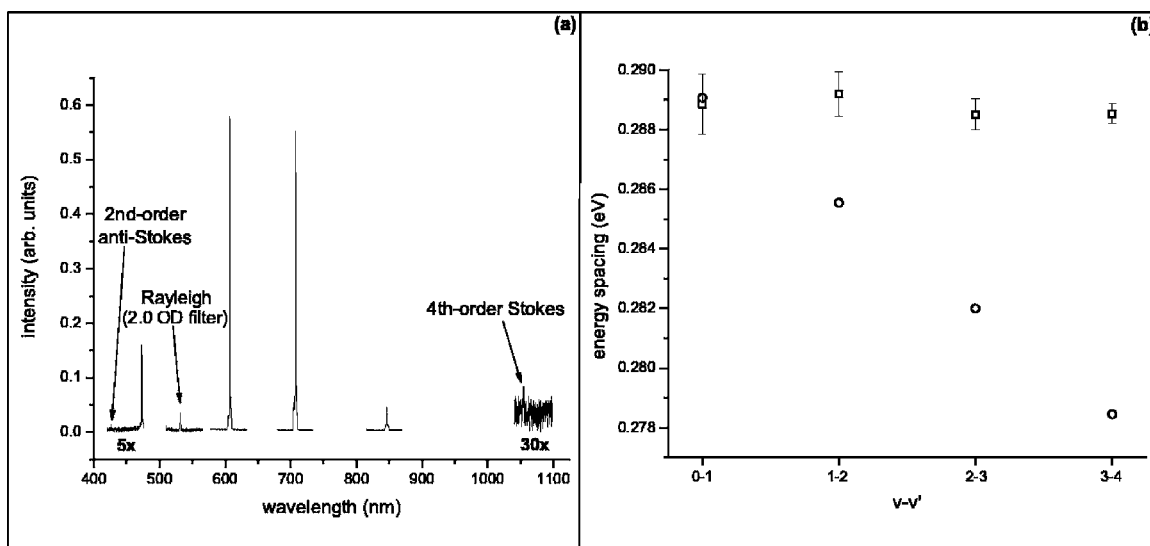 (a)
0.6
0.5
0.4
0.3
0.2
0.1
0.0
intensity (arb. units)
2nd-order
anti-Stokes
Rayleigh
(2.0 OD filter)
4th-order Stokes
5x
30x
400 500 600 700 800 900 1000 1100
wavelength (nm)
(b)
0.290
0.288
0.286
0.284
0.282
0.280
0.278
energy spacing (eV)
0-1 1-2 2-3 3-4
v-v'